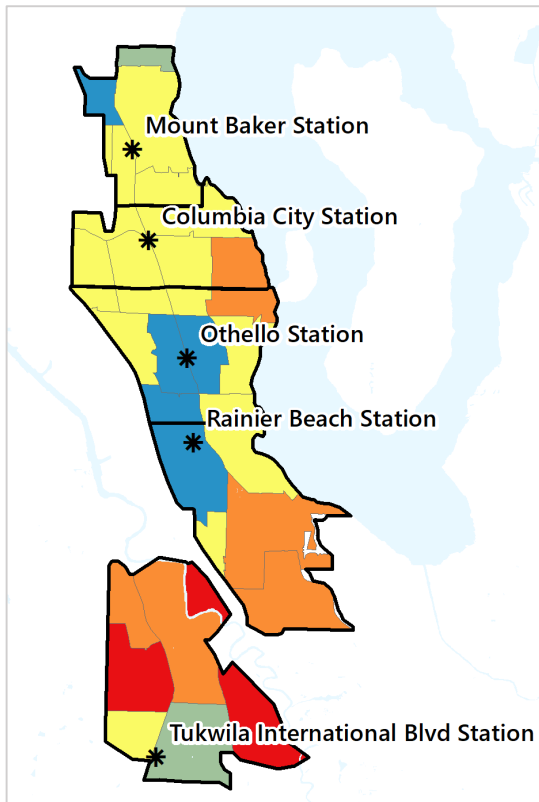 Mount Baker Station
Columbia City Station
Othello Station
Rainier Beach Station
Tukwila International Blvd Station